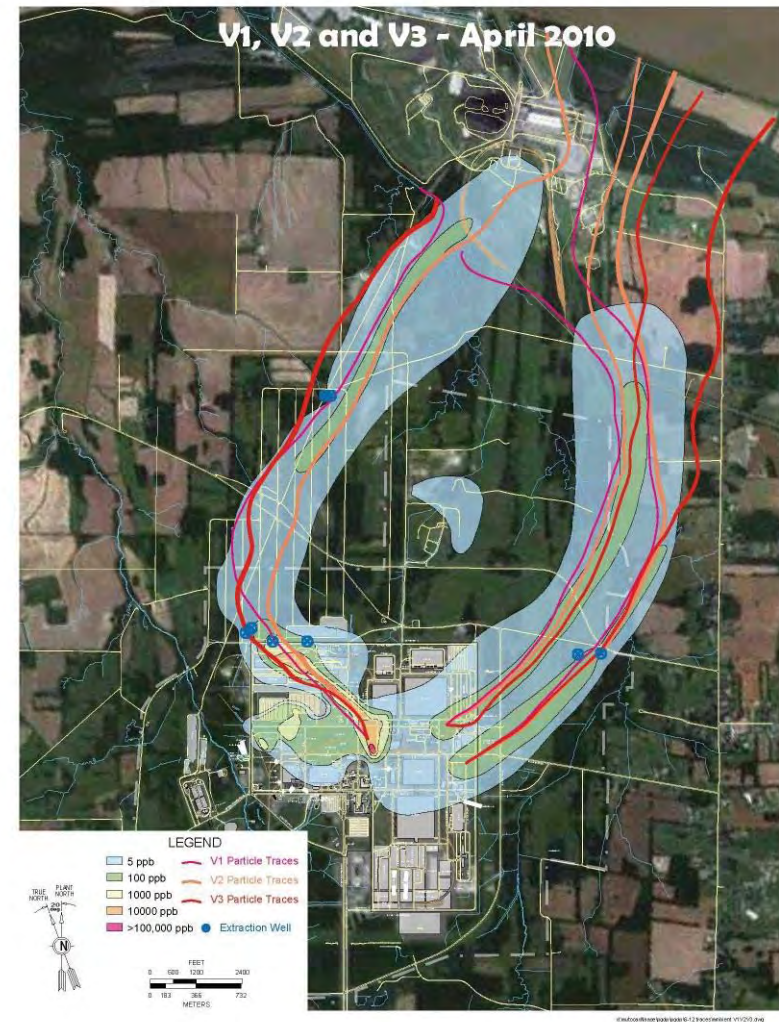 V1, V2 and V3 - April 2010
LEGEND
5 ppb
100 ppb
1000 ppb
10000 ppb
>100,000 ppb
V1 Particle Traces
V2 Particle Traces
V3 Particle Traces
Extraction Well
TRUE NORTH
PLANT NORTH
N
FEET
0 600 1200 2400
0 183 366 732
METERS